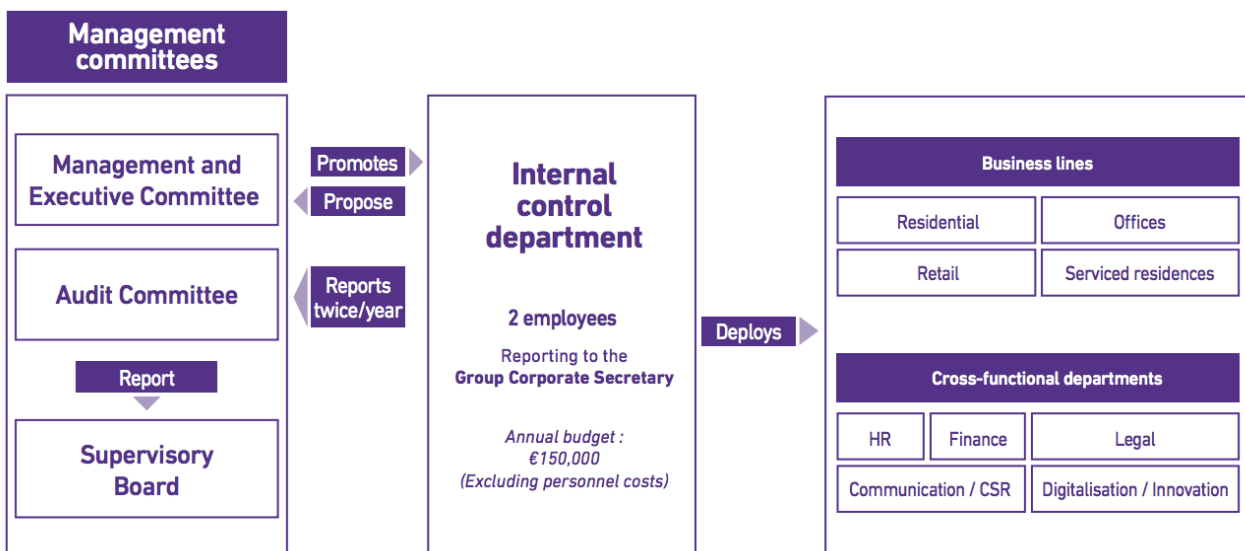 Management
committees
Management and
Executive Committee
Audit Committee
Report
Supervisory
Board
Promotes
Propose
Reports
twice/year
Internal
control
department
2 employees
Reporting to the
Group Corporate Secretary
Annual budget :
€150,000
(Excluding personnel costs)
Deploys
Business lines
Residential
Offices
Retail
Serviced residences
Cross-functional departments
HR
Finance
Legal
Communication / CSR
Digitalisation / Innovation